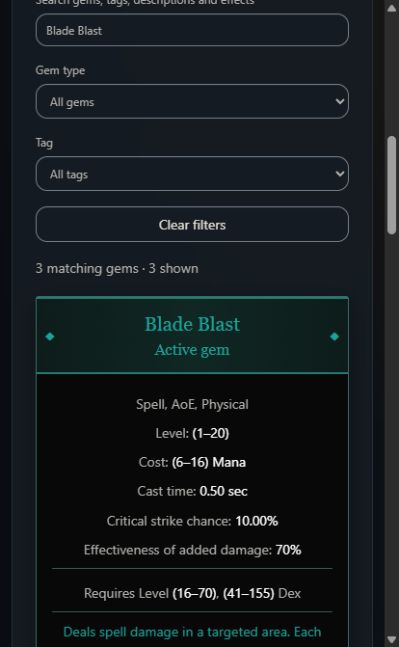 Search gems, tags, descriptions and effects
Blade Blast
Gem type
All gems
Tag
All tags
Clear filters
3 matching gems · 3 shown
Blade Blast
Active gem
Spell, AoE, Physical
Level: (1–20)
Cost: (6–16) Mana
Cast time: 0.50 sec
Critical strike chance: 10.00%
Effectiveness of added damage: 70%
Requires Level (16–70), (41–155) Dex
Deals spell damage in a targeted area. Each